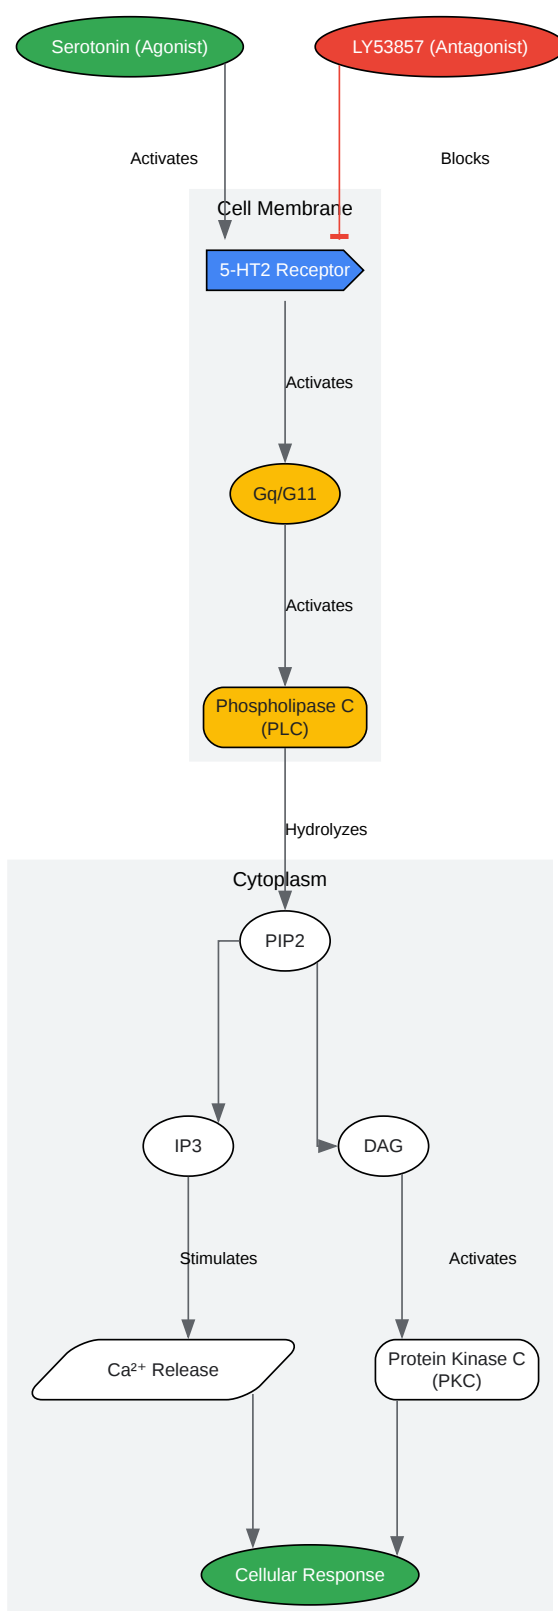 Serotonin (Agonist)
LY53857 (Antagonist)
Activates
Blocks
Cell Membrane
5-HT2 Receptor
Activates
Gq/G11
Activates
Phospholipase C
(PLC)
Hydrolyzes
Cytoplasm
PIP2
IP3
DAG
Stimulates
Activates
Ca²⁺ Release
Protein Kinase C
(PKC)
Cellular Response